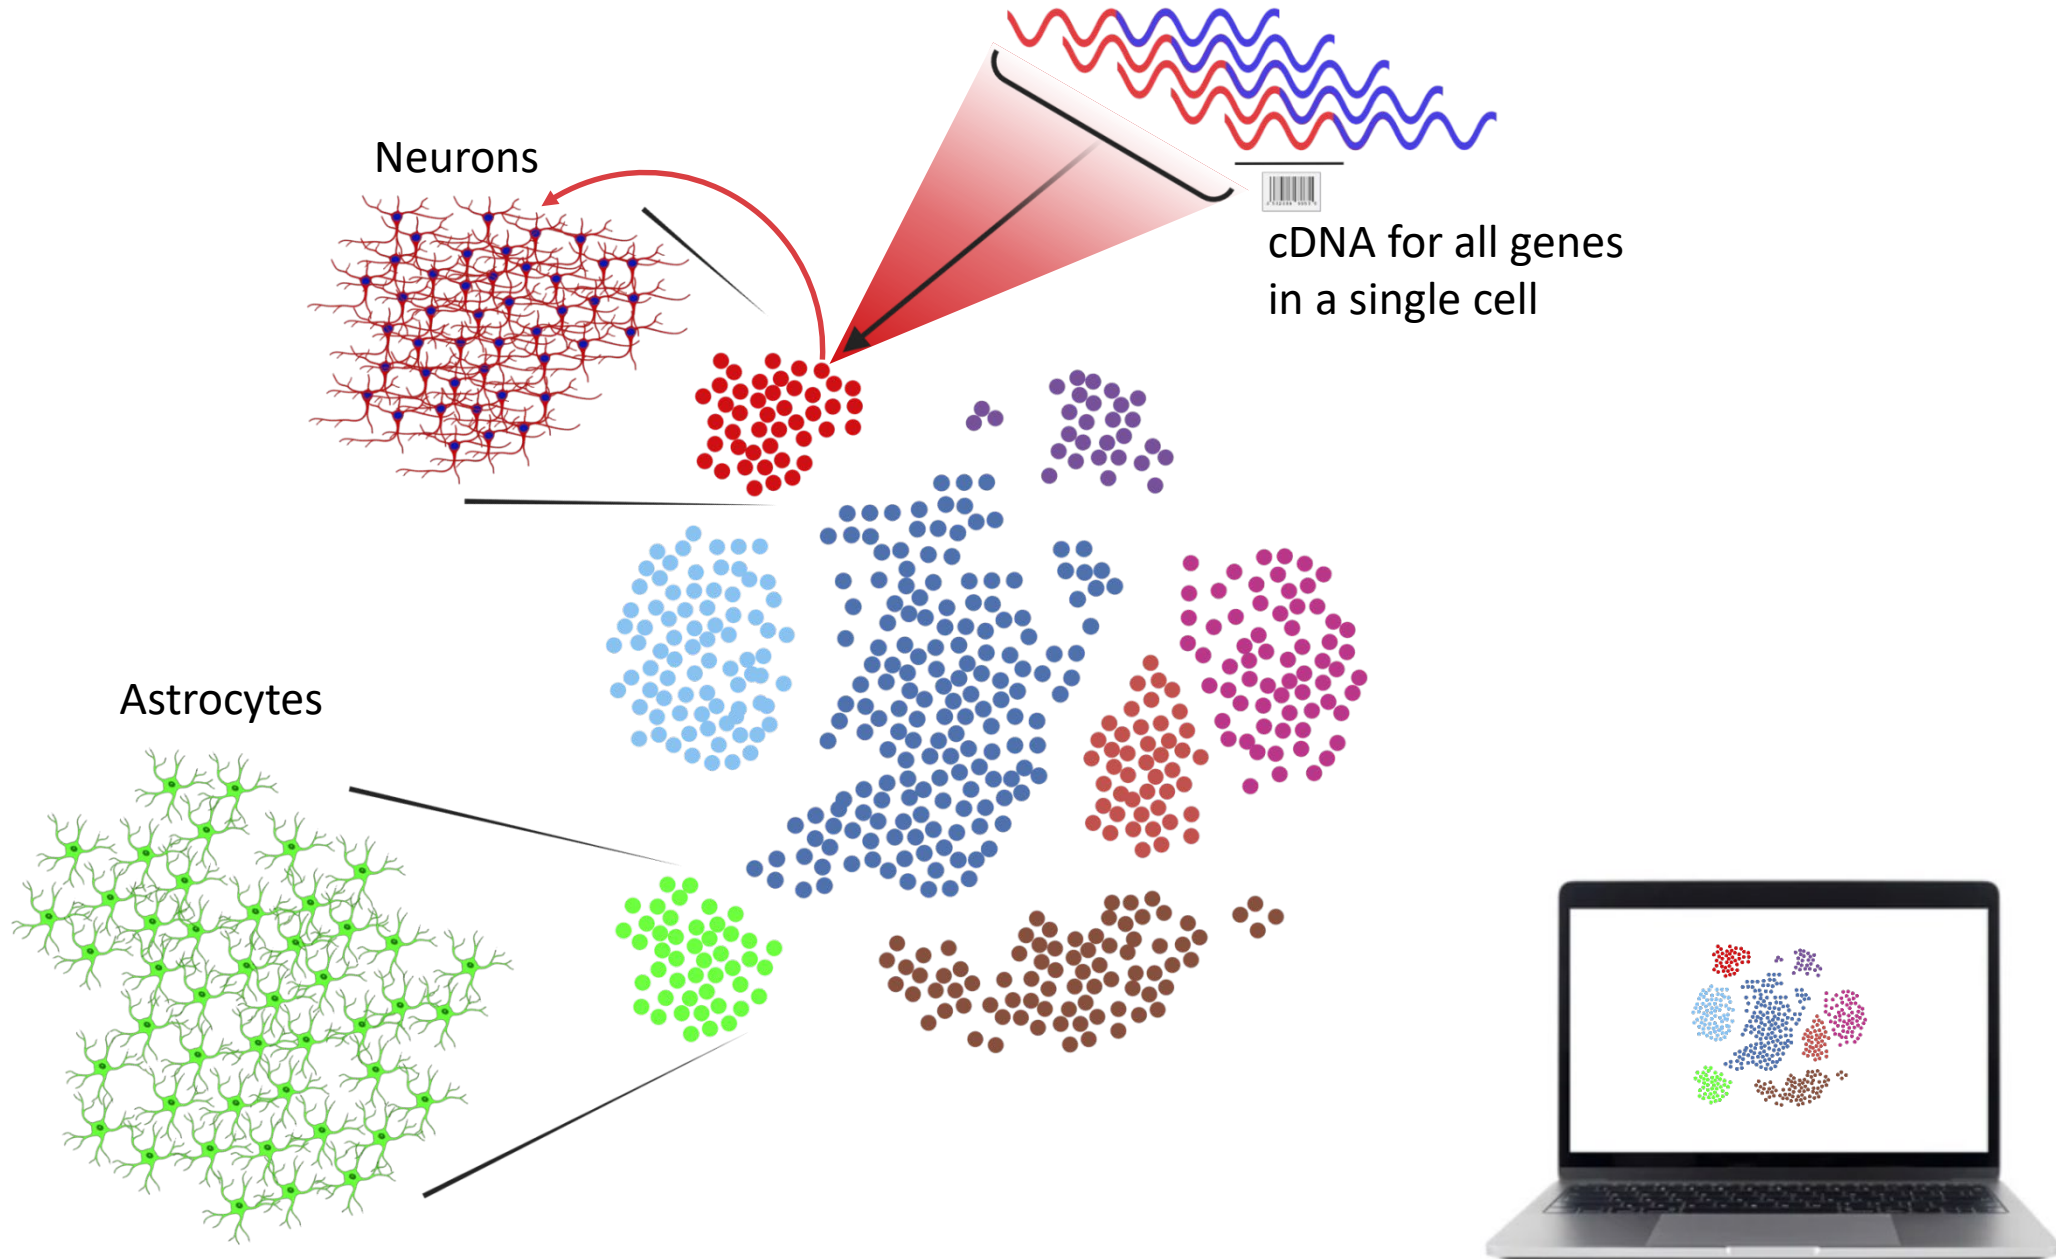 Neurons
cDNA for all genes
in a single cell
Astrocytes